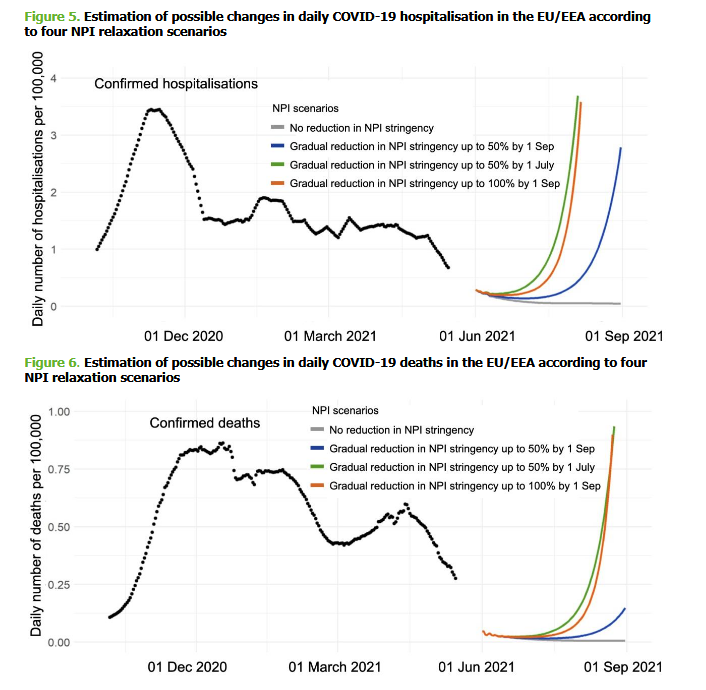 Figure 5. Estimation of possible changes in daily COVID-19 hospitalisation in the EU/EEA according
to four NPI relaxation scenarios
Daily number of hospitalisations per 100,000
4
3
2
1
0
Confirmed hospitalisations
NPI scenarios
No reduction in NPI stringency
Gradual reduction in NPI stringency up to 50% by 1 Sep
Gradual reduction in NPI stringency up to 50% by 1 July
Gradual reduction in NPI stringency up to 100% by 1 Sep
01 Dec 2020 01 March 2021 01 Jun 2021 01 Sep 2021
Figure 6. Estimation of possible changes in daily COVID-19 deaths in the EU/EEA according to four
NPI relaxation scenarios
Daily number of deaths per 100,000
1.00
0.75
0.50
0.25
0.00
Confirmed deaths
NPI scenarios
No reduction in NPI stringency
Gradual reduction in NPI stringency up to 50% by 1 Sep
Gradual reduction in NPI stringency up to 50% by 1 July
Gradual reduction in NPI stringency up to 100% by 1 Sep
01 Dec 2020 01 March 2021 01 Jun 2021 01 Sep 2021